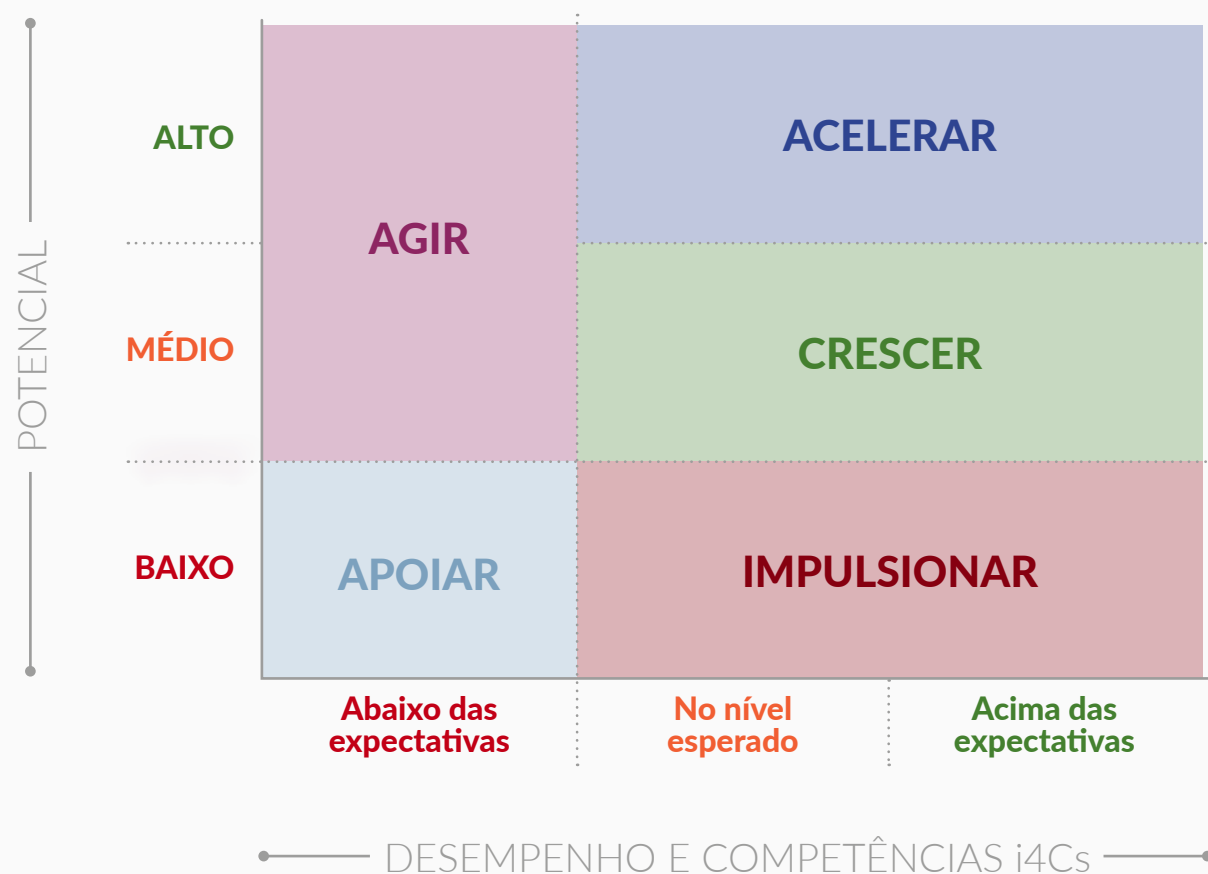 POTENCIAL
ALTO
ACELERAR
AGIR
MÉDIO
CRESCER
BAIXO
APOIAR
IMPULSIONAR
Abaixo das
expectativas
No nível
esperado
Acima das
expectativas
DESEMPENHO E COMPETÊNCIAS i4Cs